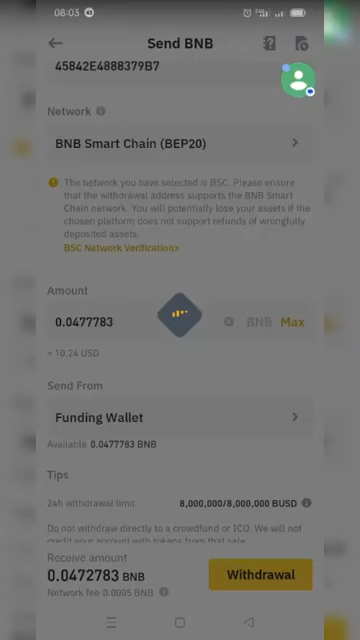 08:03
Send BNB
45842E4888379B7
Network
BNB Smart Chain (BEP20)
The network you have selected is BSC. Please ensure
that the withdrawal address supports the BNB Smart
Chain network. You will potentially lose your assets if the
chosen platform does not support refunds of wrongfully
deposited assets.
BSC Network Verification>
Amount
0.0477783 BNB Max
≈ 10.24 USD
Send From
Funding Wallet
Available 0.0477783 BNB
Tips
24h withdrawal limit 8,000,000/8,000,000 BUSD
Do not withdraw directly to a crowdfund or ICO. We will not
credit your account with tokens from that sale.
Receive amount
0.0472783 BNB
Network fee 0.0005 BNB
Withdrawal